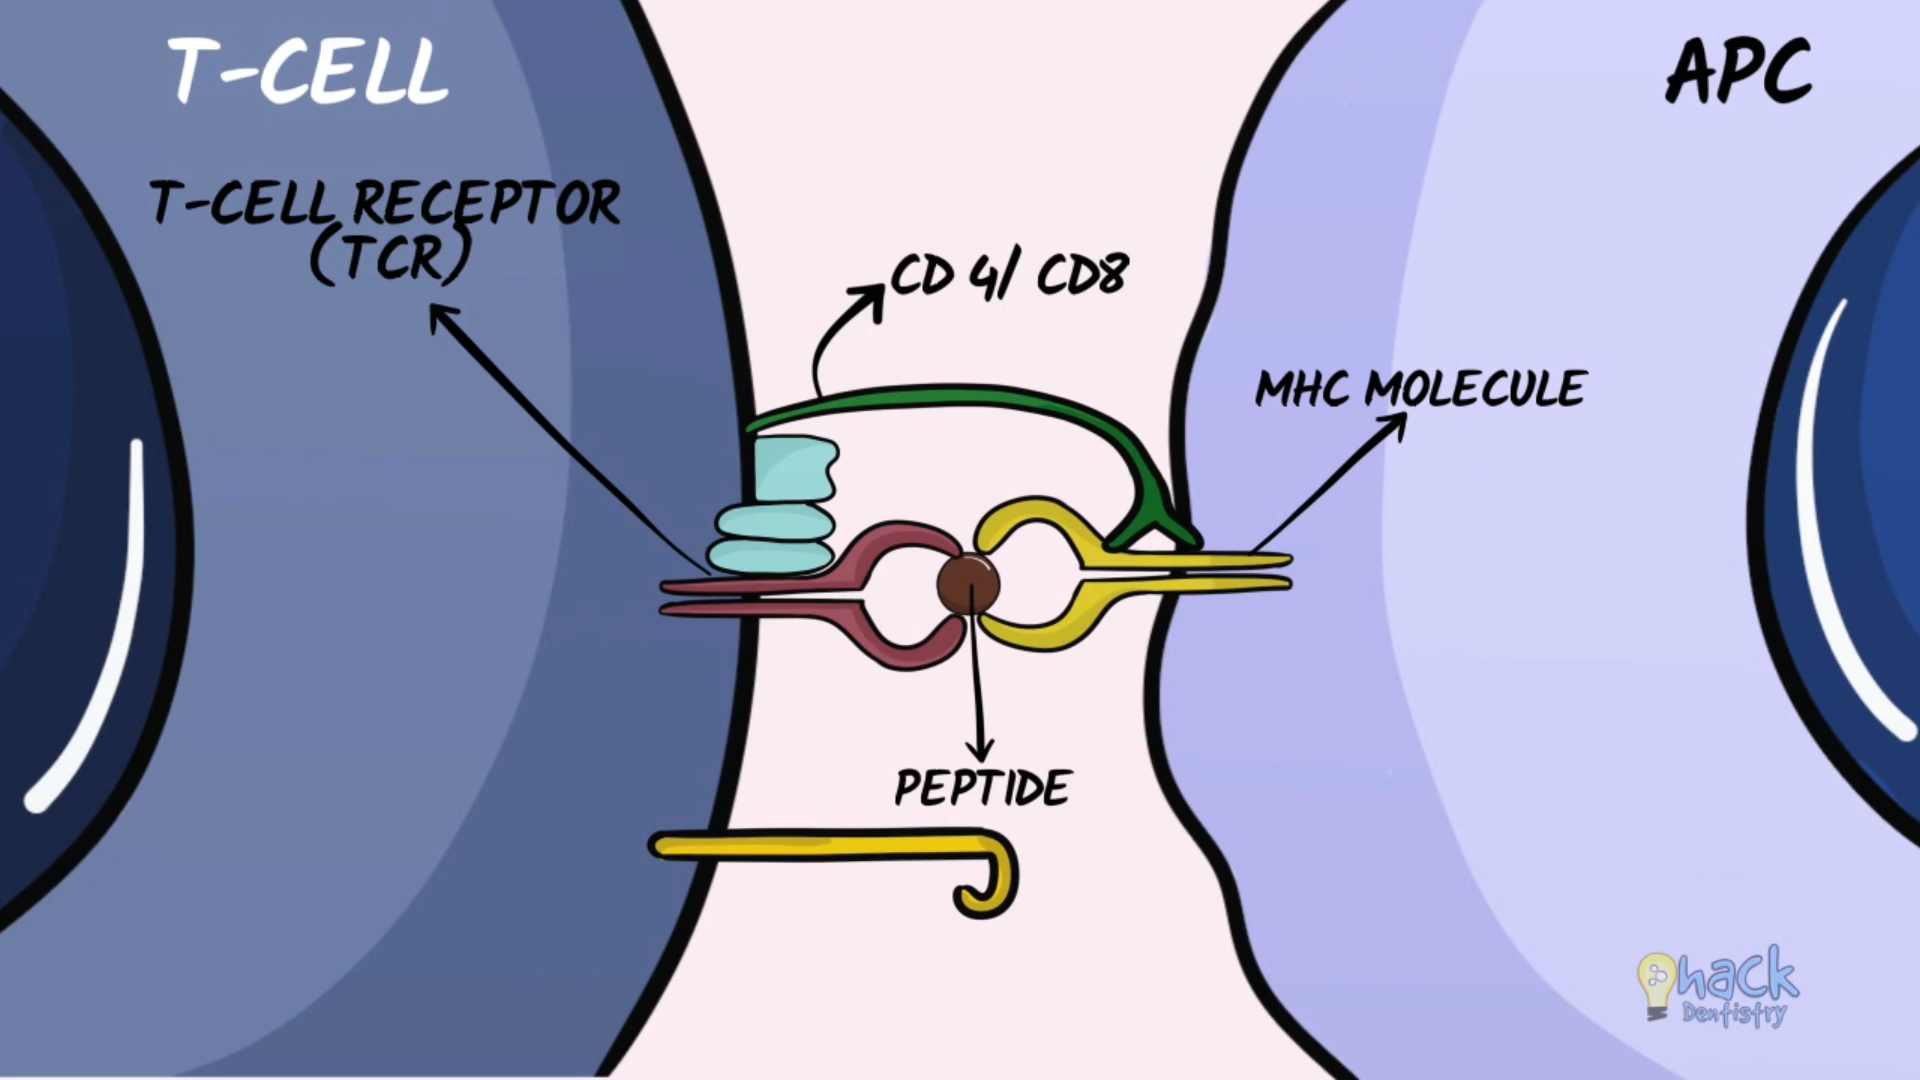 T-CELL
APC
T-CELL RECEPTOR
(TCR)
CD 4/ CD8
MHC MOLECULE
PEPTIDE
hack
Dentistry